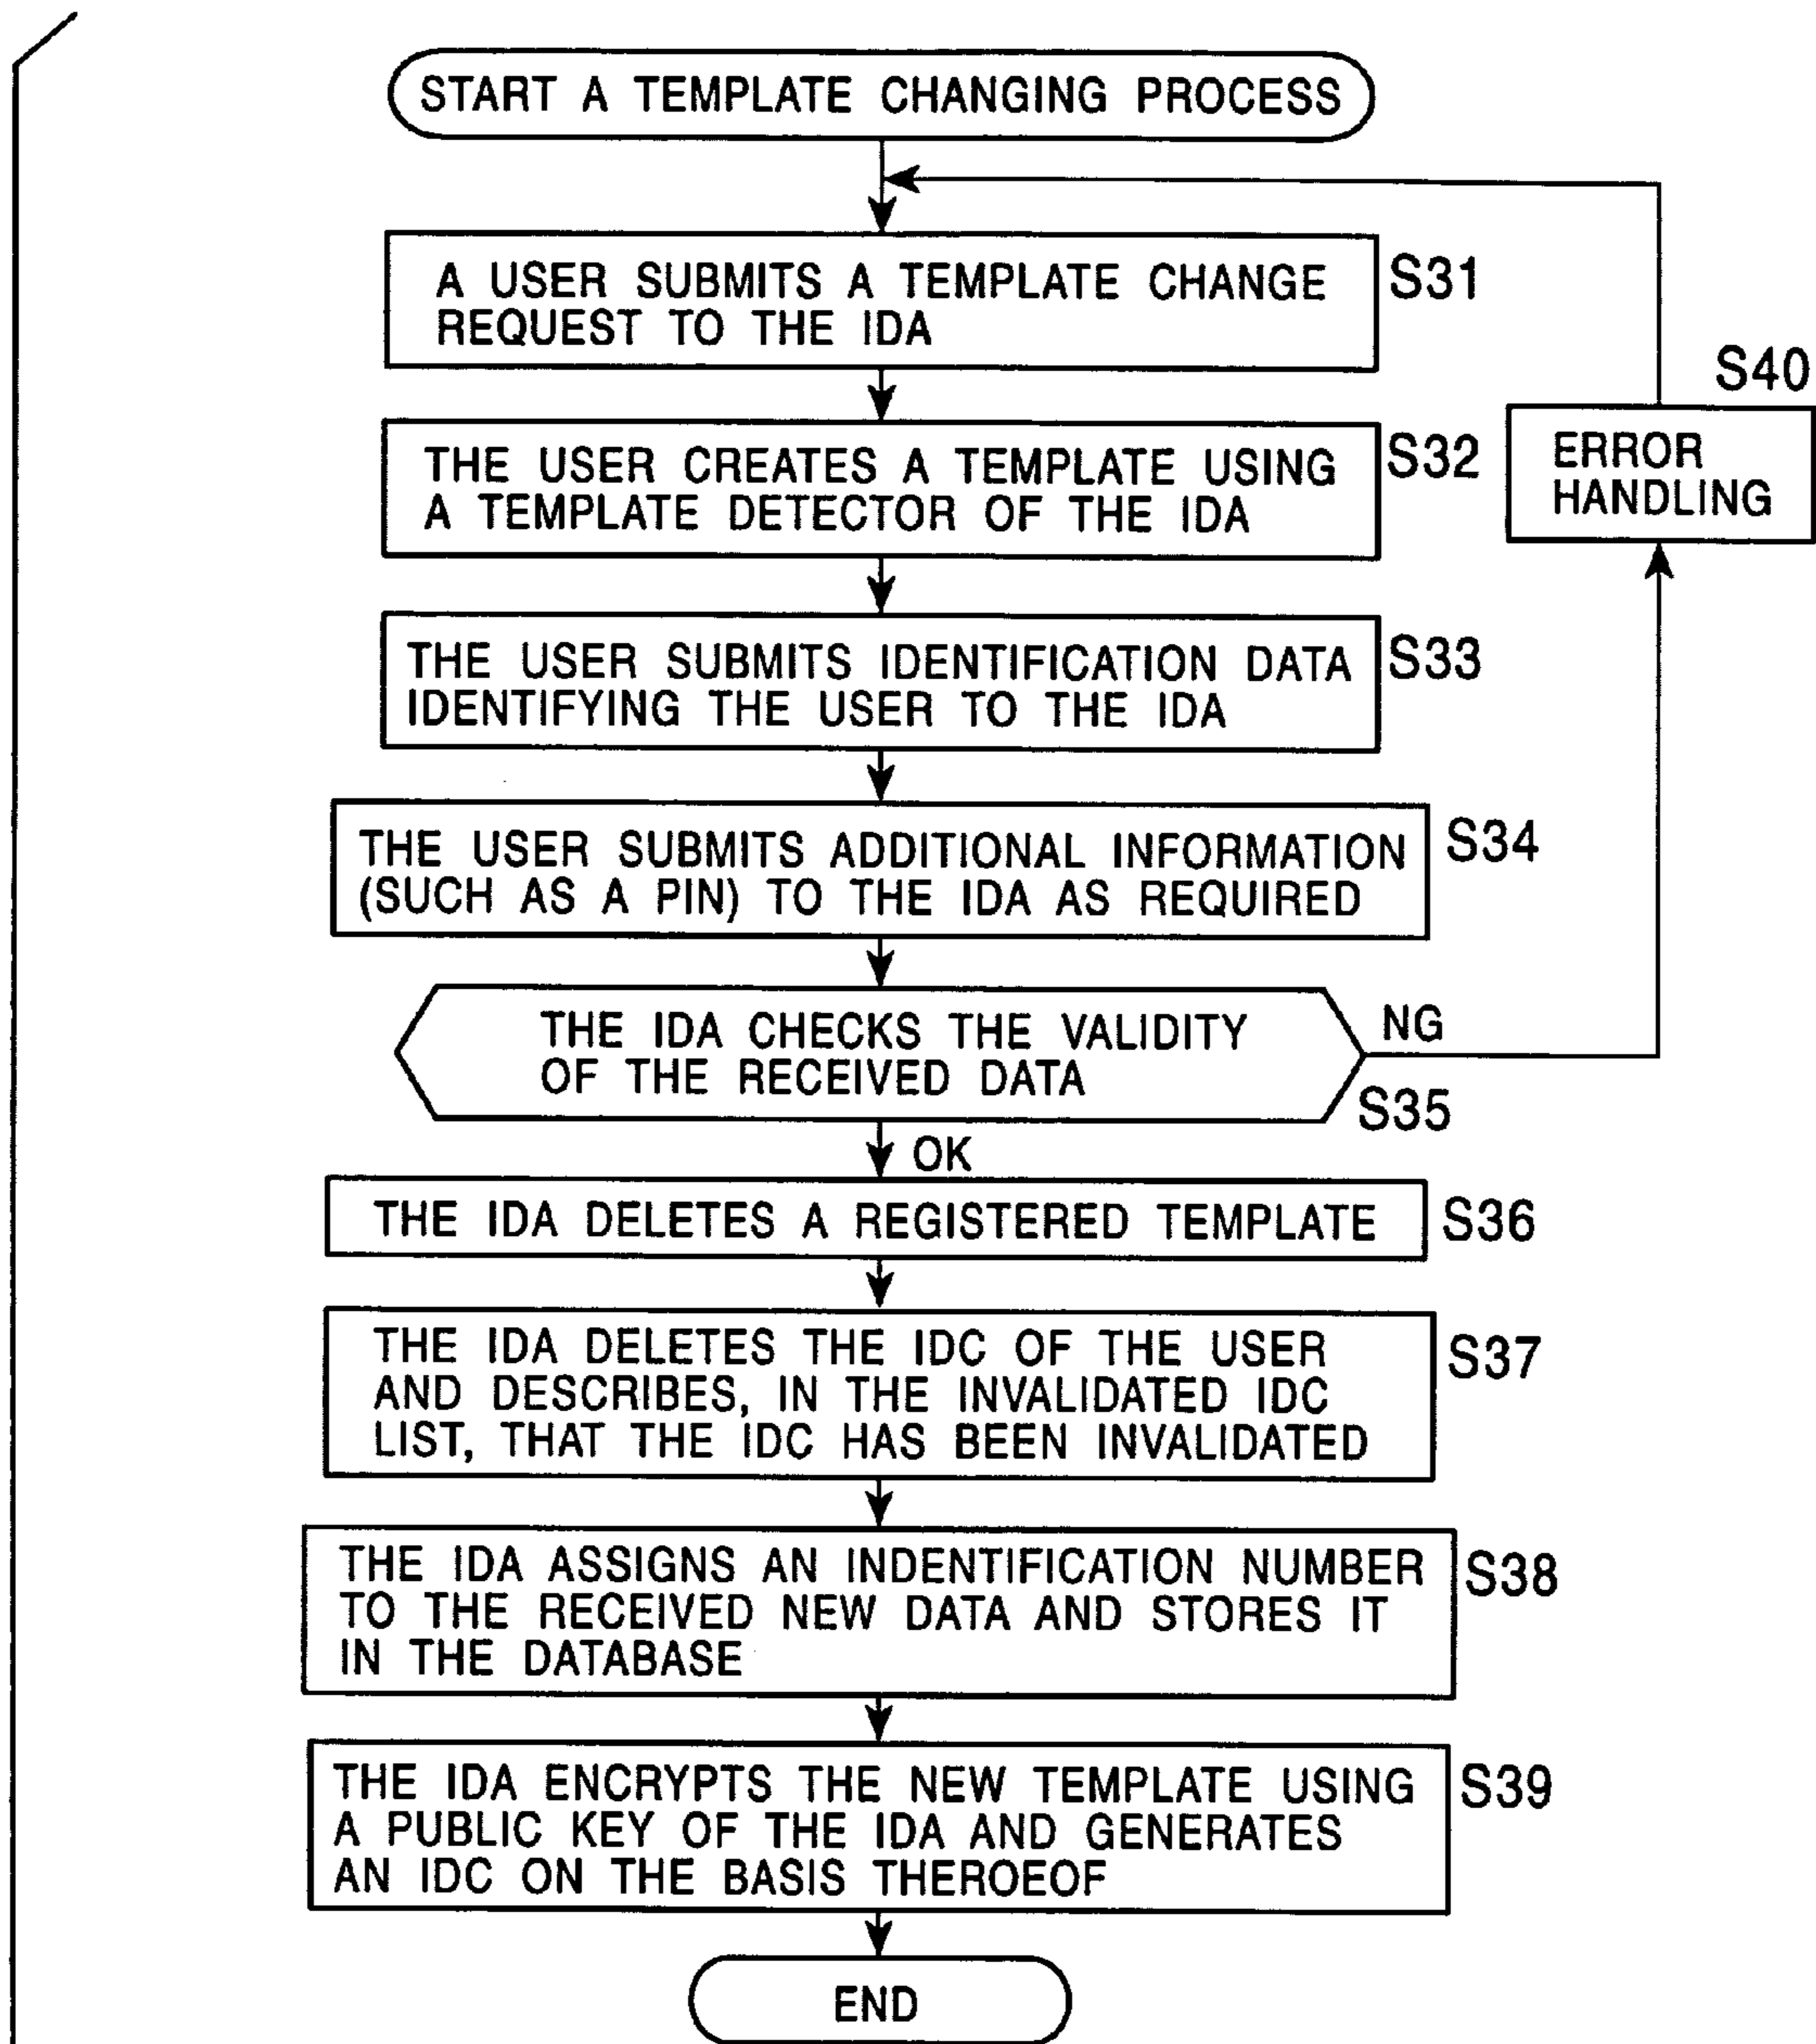 START A TEMPLATE CHANGING PROCESS
A USER SUBMITS A TEMPLATE CHANGE
REQUEST TO THE IDA
S31
S40
ERROR
HANDLING
THE USER CREATES A TEMPLATE USING
A TEMPLATE DETECTOR OF THE IDA
S32
THE USER SUBMITS IDENTIFICATION DATA
IDENTIFYING THE USER TO THE IDA
S33
THE USER SUBMITS ADDITIONAL INFORMATION
(SUCH AS A PIN) TO THE IDA AS REQUIRED
S34
THE IDA CHECKS THE VALIDITY
OF THE RECEIVED DATA
NG
S35
OK
THE IDA DELETES A REGISTERED TEMPLATE
S36
THE IDA DELETES THE IDC OF THE USER
AND DESCRIBES, IN THE INVALIDATED IDC
LIST, THAT THE IDC HAS BEEN INVALIDATED
S37
THE IDA ASSIGNS AN INDENTIFICATION NUMBER
TO THE RECEIVED NEW DATA AND STORES IT
IN THE DATABASE
S38
THE IDA ENCRYPTS THE NEW TEMPLATE USING
A PUBLIC KEY OF THE IDA AND GENERATES
AN IDC ON THE BASIS THEROEOF
S39
END